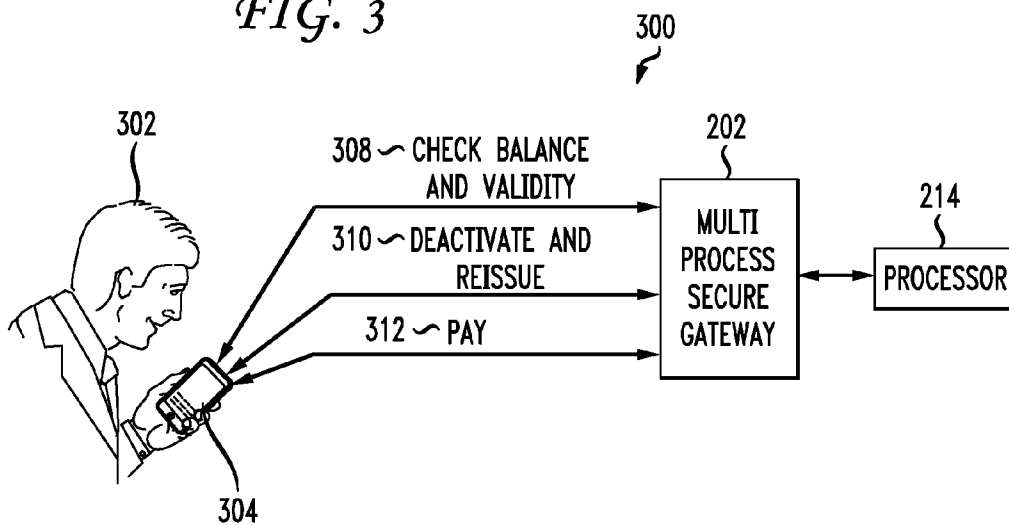 FIG. 3
300
302
308 CHECK BALANCE
AND VALIDITY
202
214
310 DEACTIVATE AND
REISSUE
MULTI
PROCESS
SECURE
GATEWAY
PROCESSOR
312 PAY
304